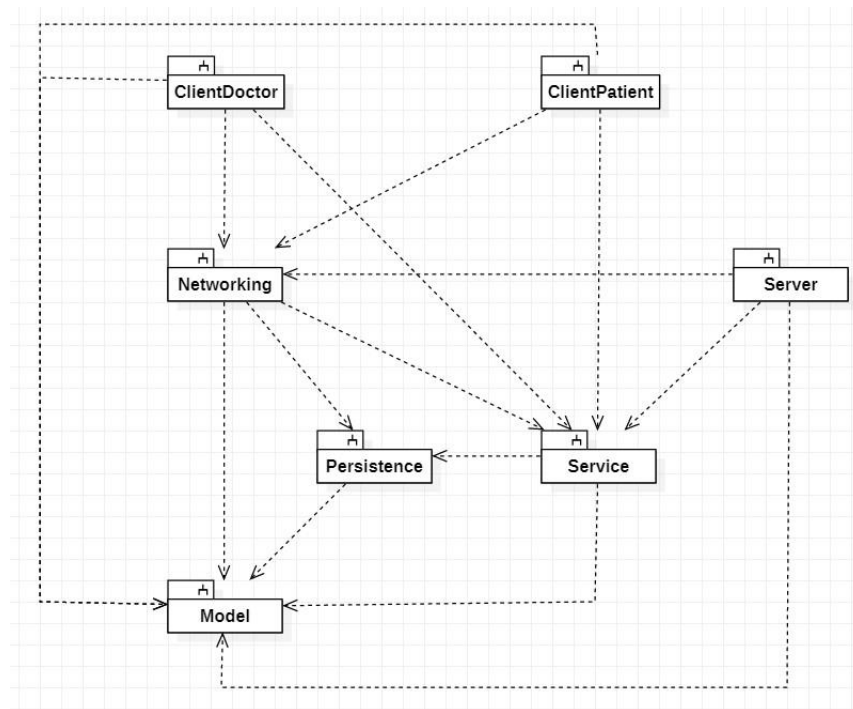 ClientDoctor
ClientPatient
Networking
Server
Persistence
Service
Model